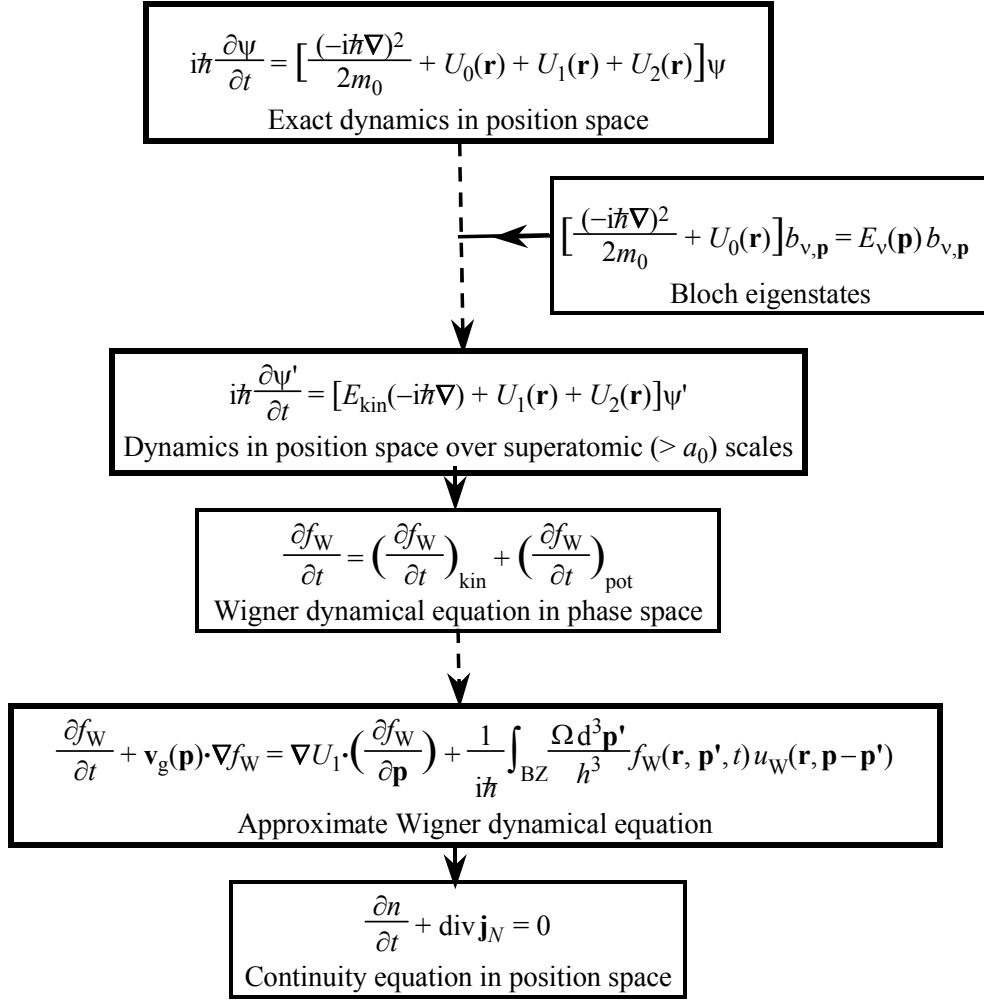 iħ ∂ψ/∂t = [(-iħ∇)²/2m₀ + U₀(r) + U₁(r) + U₂(r)]ψ
Exact dynamics in position space
[(-iħ∇)²/2m₀ + U₀(r)]b_ν,p = E_ν(p) b_ν,p
Bloch eigenstates
iħ ∂ψ'/∂t = [E_kin(-iħ∇) + U₁(r) + U₂(r)]ψ'
Dynamics in position space over superatomic (> a₀) scales
∂f_W/∂t = (∂f_W/∂t)_kin + (∂f_W/∂t)_pot
Wigner dynamical equation in phase space
∂f_W/∂t + v_g(p)·∇f_W = ∇U₁·(∂f_W/∂p) + 1/iħ ∫_BZ Ω d³p'/h³ f_W(r, p', t) u_W(r, p – p')
Approximate Wigner dynamical equation
∂n/∂t + div j_N = 0
Continuity equation in position space